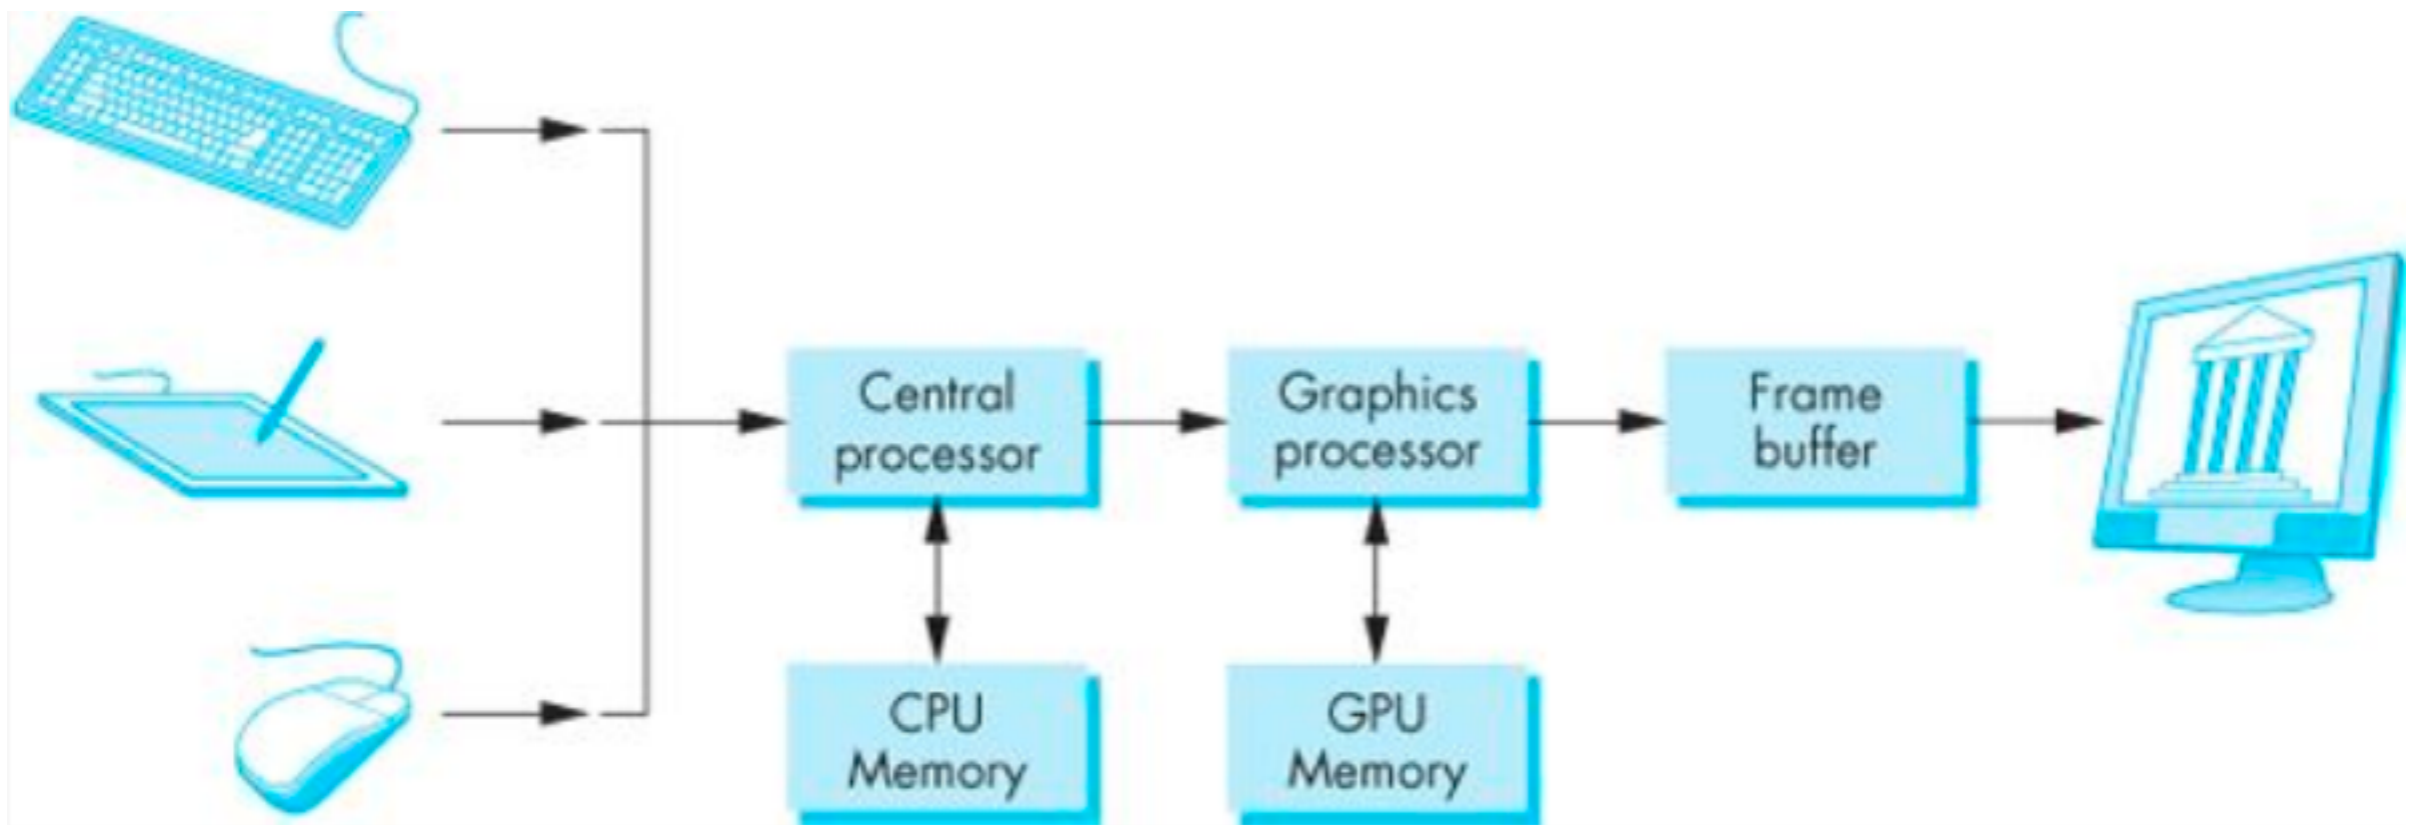 Central
processor
Graphics
processor
Frame
buffer
CPU
Memory
GPU
Memory